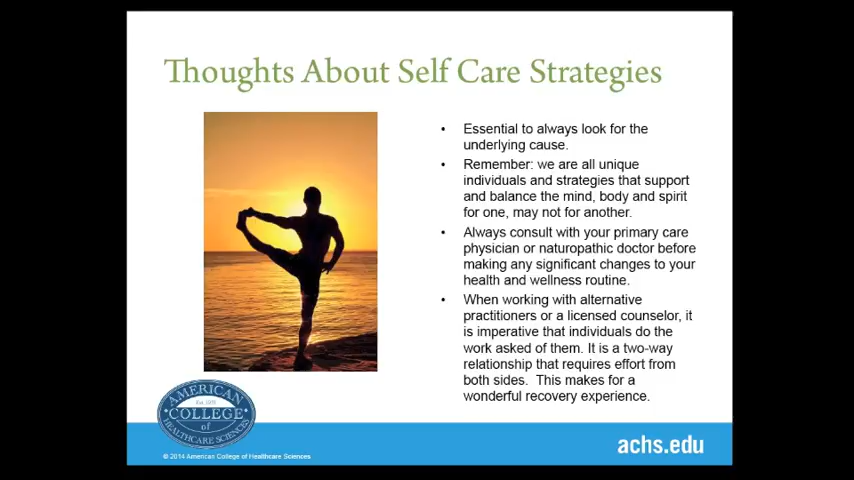 Thoughts About Self Care Strategies
• Essential to always look for the
underlying cause.
• Remember: we are all unique
individuals and strategies that support
and balance the mind, body and spirit
for one, may not for another.
• Always consult with your primary care
physician or naturopathic doctor before
making any significant changes to your
health and wellness routine.
• When working with alternative
practitioners or a licensed counselor, it
is imperative that individuals do the
work asked of them. It is a two-way
relationship that requires effort from
both sides.  This makes for a
wonderful recovery experience.
AMERICAN
Est. 1978
COLLEGE
of
HEALTHCARE SCIENCES
achs.edu
© 2014 American College of Healthcare Sciences